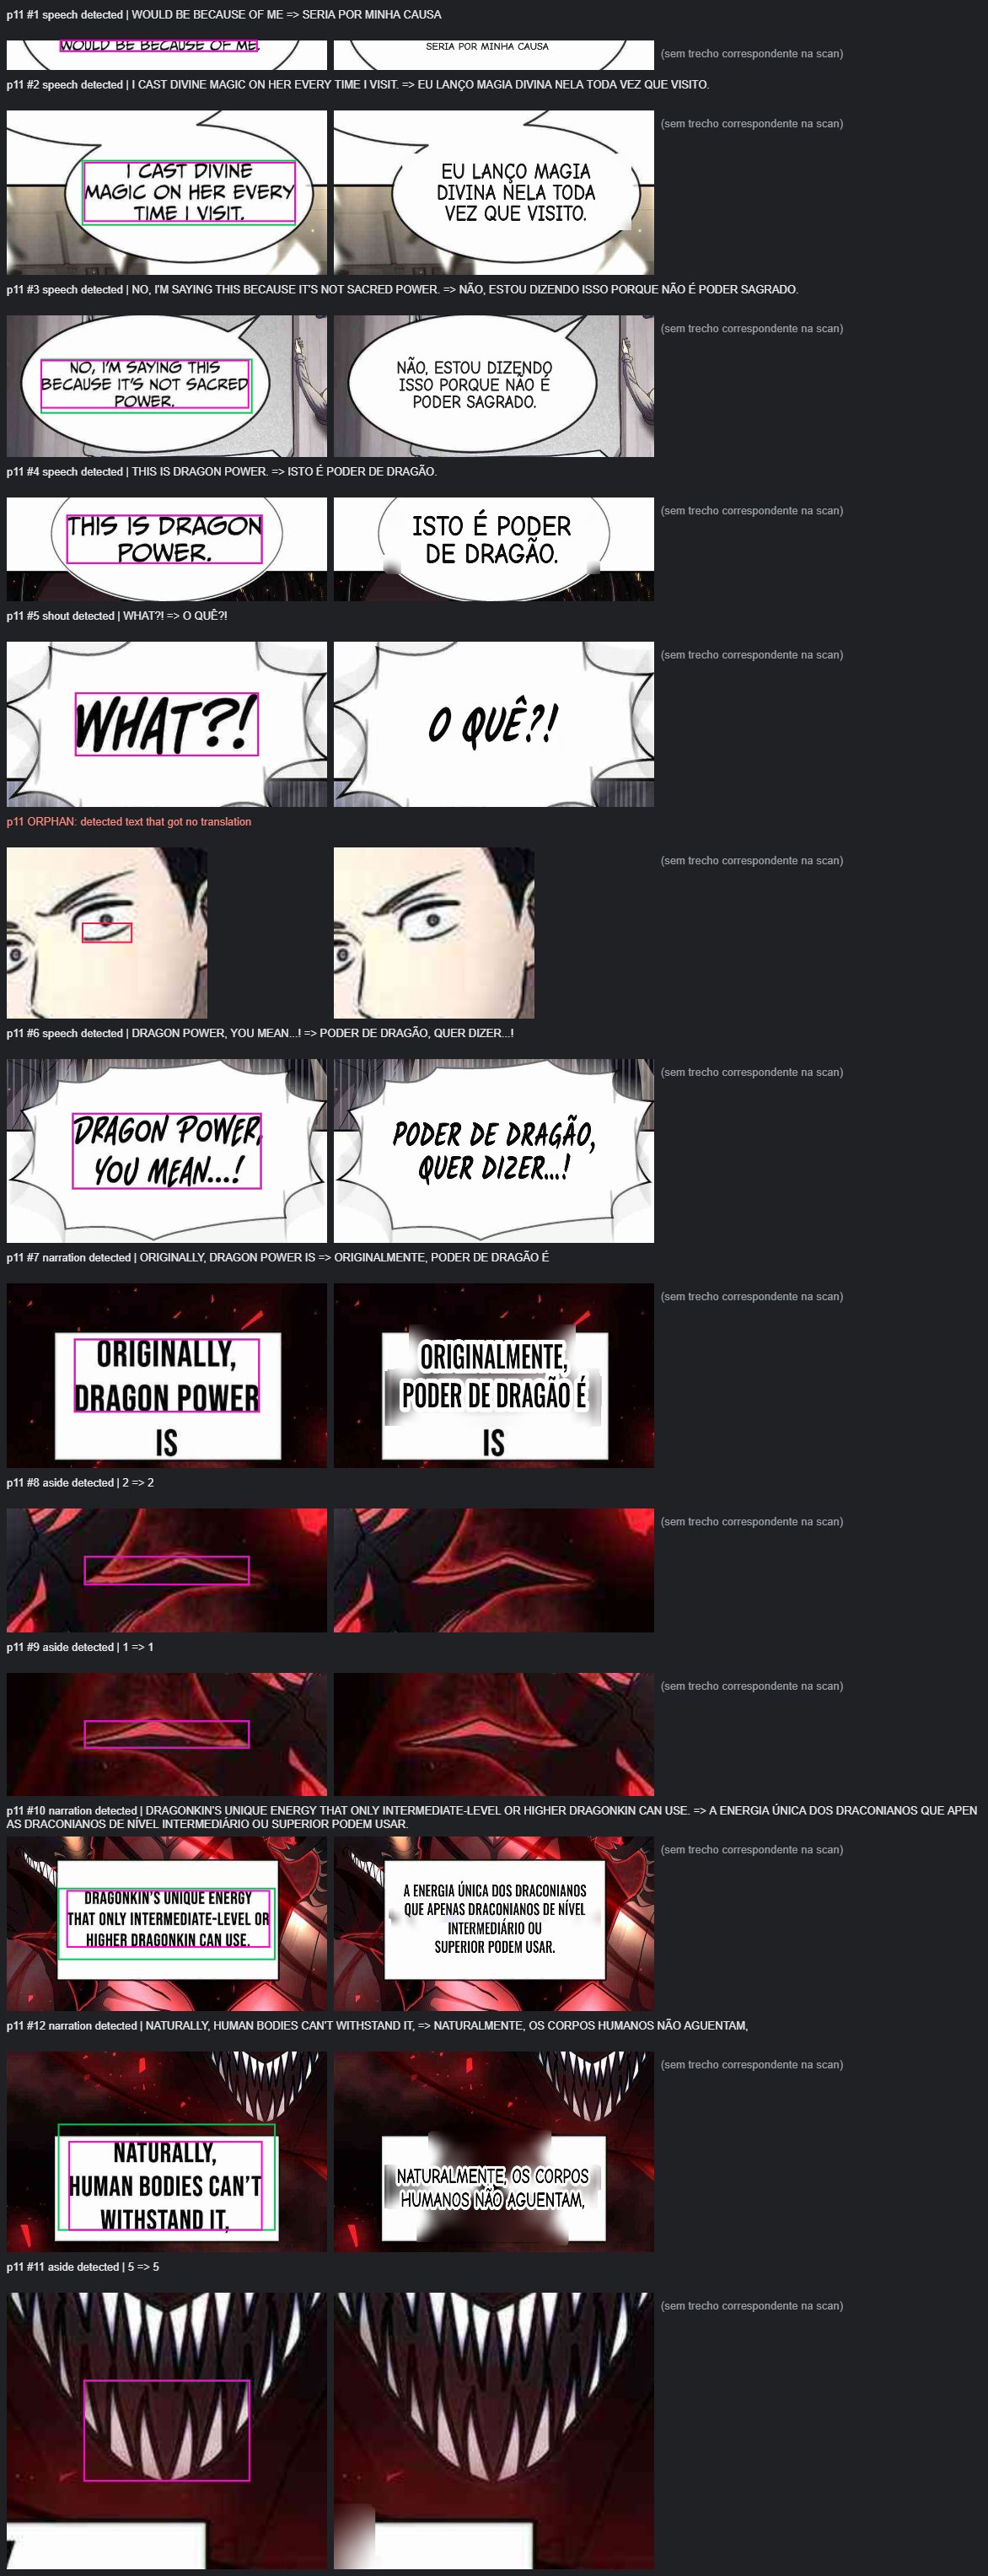 p11 #1 speech detected | WOULD BE BECAUSE OF ME => SERIA POR MINHA CAUSA
WOULD BE BECAUSE OF ME.
SERIA POR MINHA CAUSA
(sem trecho correspondente na scan)
p11 #2 speech detected | I CAST DIVINE MAGIC ON HER EVERY TIME I VISIT. => EU LANÇO MAGIA DIVINA NELA TODA VEZ QUE VISITO.
I CAST DIVINE
MAGIC ON HER EVERY
TIME I VISIT.
EU LANÇO MAGIA
DIVINA NELA TODA
VEZ QUE VISITO.
(sem trecho correspondente na scan)
p11 #3 speech detected | NO, I'M SAYING THIS BECAUSE IT'S NOT SACRED POWER. => NÃO, ESTOU DIZENDO ISSO PORQUE NÃO É PODER SAGRADO.
NO, I'M SAYING THIS
BECAUSE IT'S NOT SACRED
POWER.
NÃO, ESTOU DIZENDO
ISSO PORQUE NÃO É
PODER SAGRADO.
(sem trecho correspondente na scan)
p11 #4 speech detected | THIS IS DRAGON POWER. => ISTO É PODER DE DRAGÃO.
THIS IS DRAGON
POWER.
ISTO É PODER
DE DRAGÃO.
(sem trecho correspondente na scan)
p11 #5 shout detected | WHAT?! => O QUÊ?!
WHAT?!
O QUÊ?!
(sem trecho correspondente na scan)
p11 ORPHAN: detected text that got no translation
(sem trecho correspondente na scan)
p11 #6 speech detected | DRAGON POWER, YOU MEAN...! => PODER DE DRAGÃO, QUER DIZER...!
DRAGON POWER,
YOU MEAN...!
PODER DE DRAGÃO,
QUER DIZER...!
(sem trecho correspondente na scan)
p11 #7 narration detected | ORIGINALLY, DRAGON POWER IS => ORIGINALMENTE, PODER DE DRAGÃO É
ORIGINALLY,
DRAGON POWER
IS
ORIGINALMENTE,
PODER DE DRAGÃO É
IS
(sem trecho correspondente na scan)
p11 #8 aside detected | 2 => 2
(sem trecho correspondente na scan)
p11 #9 aside detected | 1 => 1
(sem trecho correspondente na scan)
p11 #10 narration detected | DRAGONKIN'S UNIQUE ENERGY THAT ONLY INTERMEDIATE-LEVEL OR HIGHER DRAGONKIN CAN USE. => A ENERGIA ÚNICA DOS DRACONIANOS QUE APEN
AS DRACONIANOS DE NÍVEL INTERMEDIÁRIO OU SUPERIOR PODEM USAR.
DRAGONKIN'S UNIQUE ENERGY
THAT ONLY INTERMEDIATE-LEVEL OR
HIGHER DRAGONKIN CAN USE.
A ENERGIA ÚNICA DOS DRACONIANOS
QUE APENAS DRACONIANOS DE NÍVEL
INTERMEDIÁRIO OU
SUPERIOR PODEM USAR.
(sem trecho correspondente na scan)
p11 #12 narration detected | NATURALLY, HUMAN BODIES CAN'T WITHSTAND IT, => NATURALMENTE, OS CORPOS HUMANOS NÃO AGUENTAM,
NATURALLY,
HUMAN BODIES CAN'T
WITHSTAND IT,
NATURALMENTE, OS CORPOS
HUMANOS NÃO AGUENTAM,
(sem trecho correspondente na scan)
p11 #11 aside detected | 5 => 5
(sem trecho correspondente na scan)